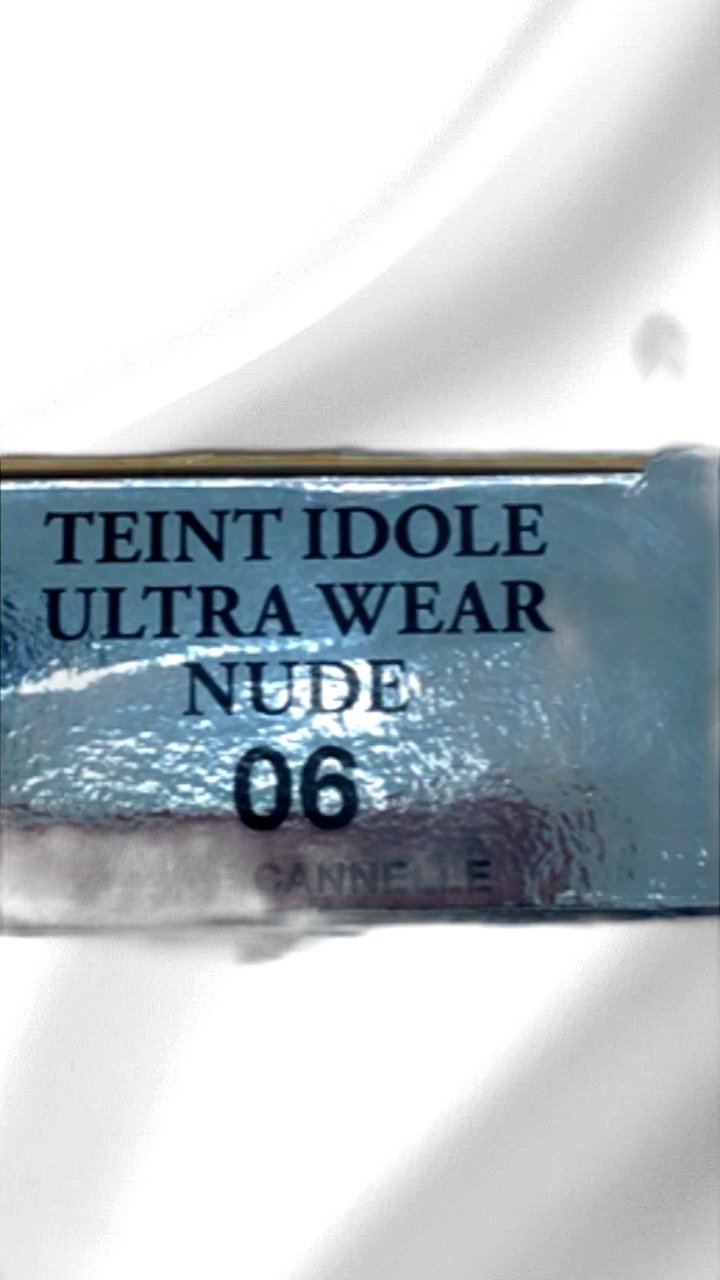 TEINT IDOLE
ULTRA WEAR
NUDE
06
CANNELLE